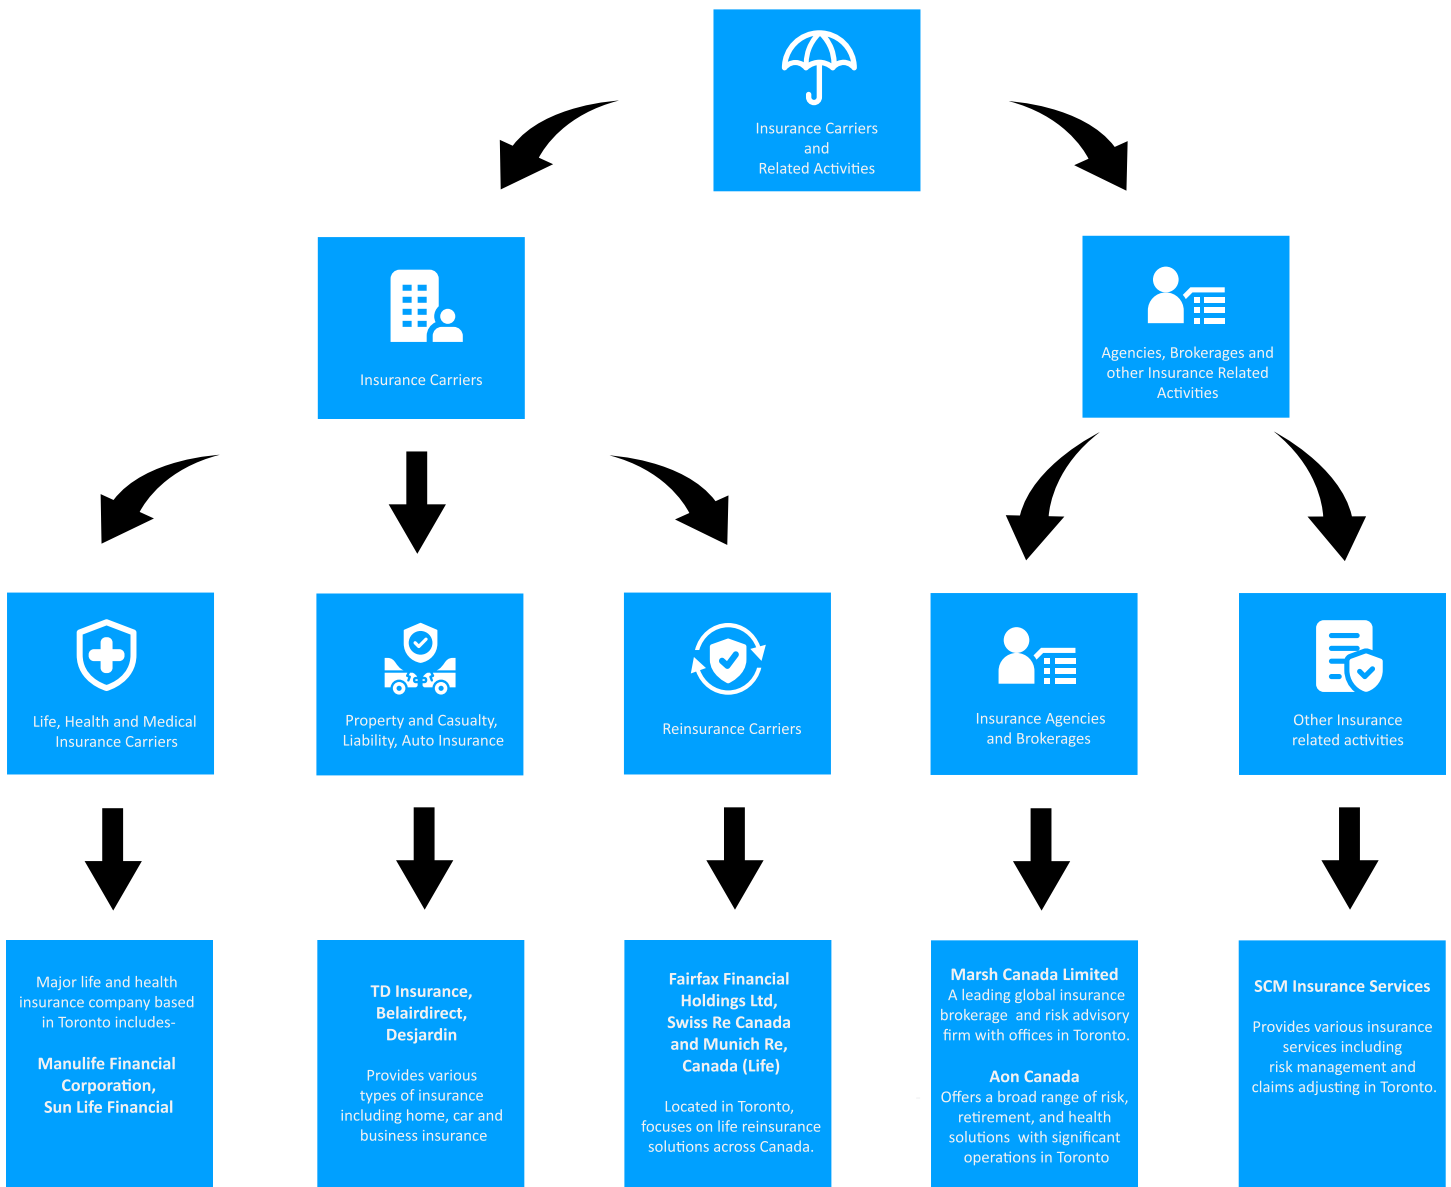 Insurance Carriers
and
Related Activities
Insurance Carriers
Agencies, Brokerages and
other Insurance Related
Activities
Life, Health and Medical
Insurance Carriers
Property and Casualty,
Liability, Auto Insurance
Reinsurance Carriers
Insurance Agencies
and Brokerages
Other Insurance
related activities
Major life and health
insurance company based
in Toronto includes-
Manulife Financial
Corporation,
Sun Life Financial
TD Insurance,
Belairdirect,
Desjardin
Provides various
types of insurance
including home, car and
business insurance
Fairfax Financial
Holdings Ltd,
Swiss Re Canada
and Munich Re,
Canada (Life)
Located in Toronto,
focuses on life reinsurance
solutions across Canada.
Marsh Canada Limited
A leading global insurance
brokerage and risk advisory
firm with offices in Toronto.
Aon Canada
Offers a broad range of risk,
retirement, and health
solutions with significant
operations in Toronto
SCM Insurance Services
Provides various insurance
services including
risk management and
claims adjusting in Toronto.